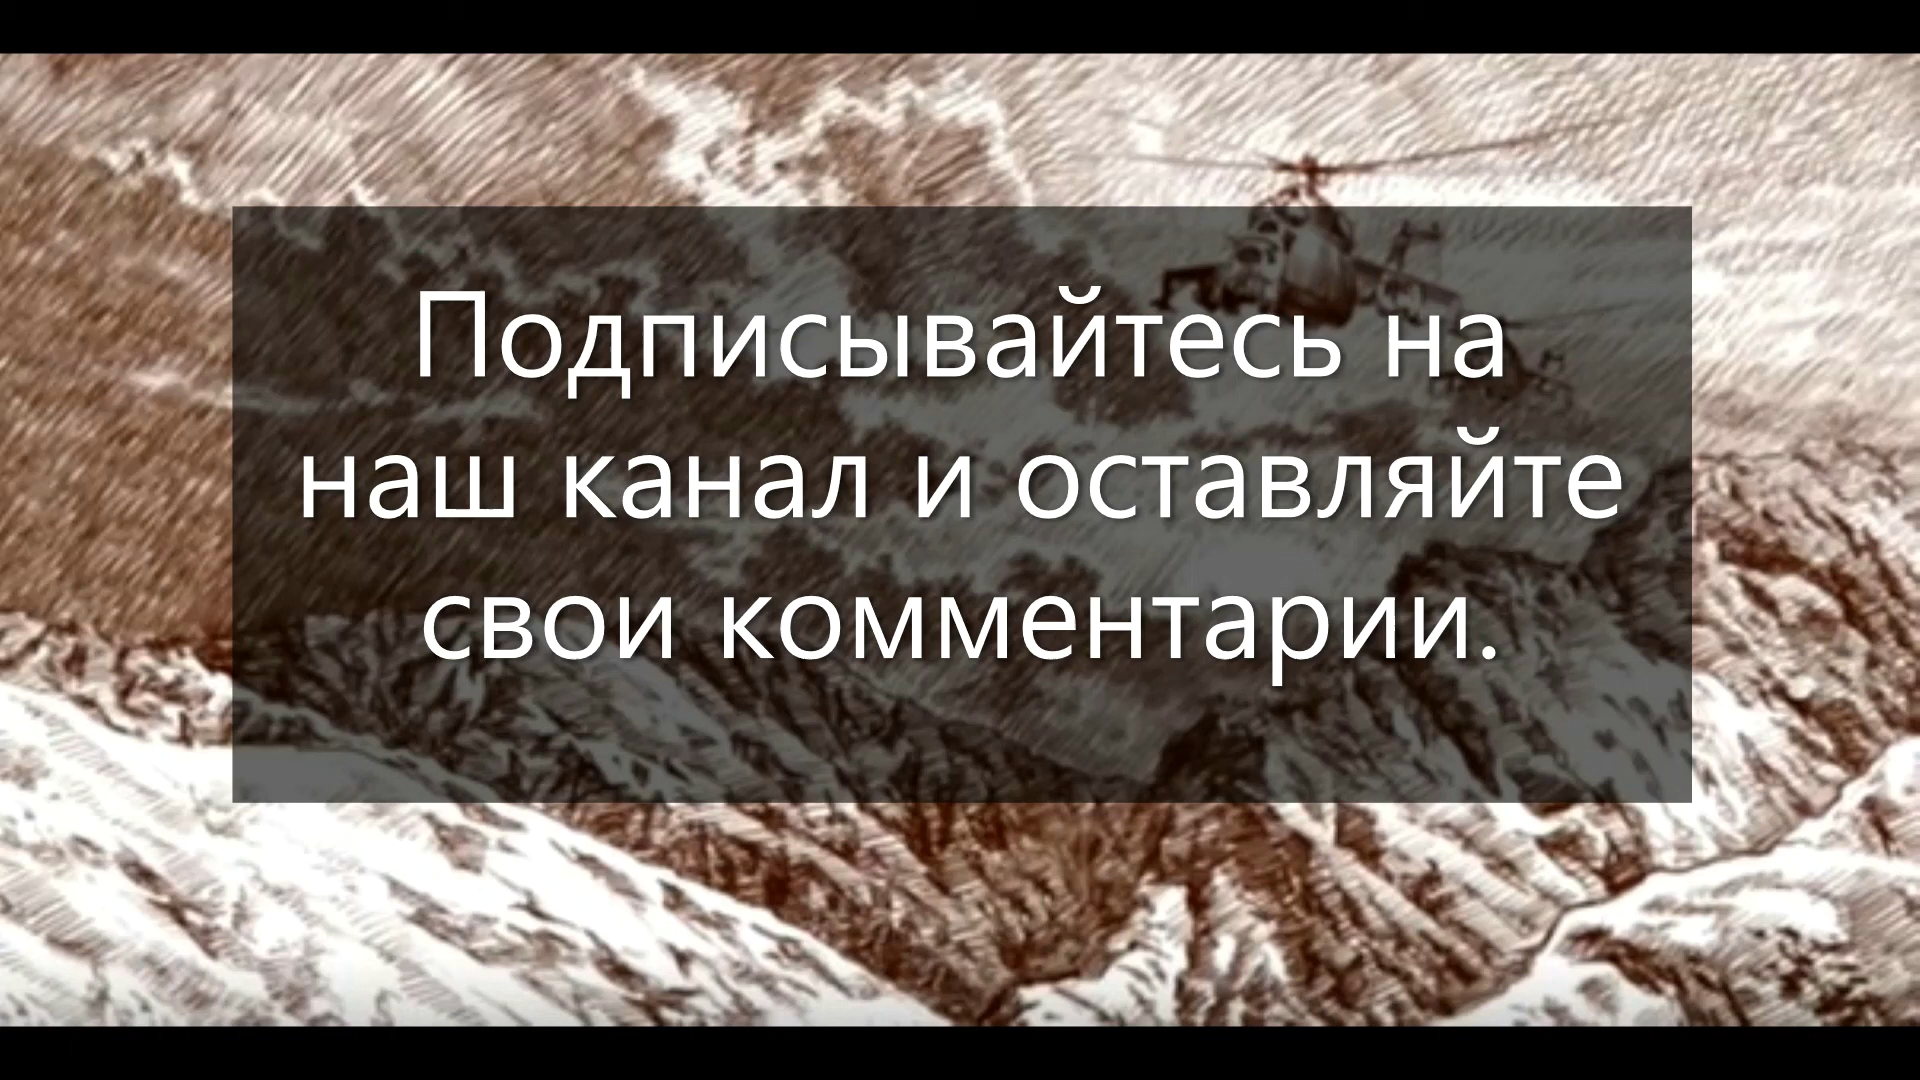 Подписывайтесь на
наш канал и оставляйте
свои комментарии.